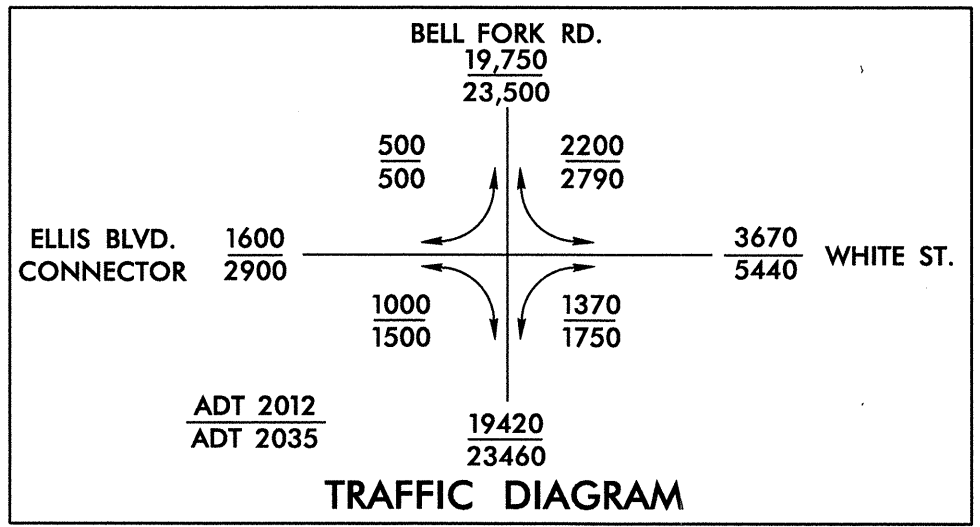 BELL FORK RD.
19,750
23,500
500
500
2200
2790
ELLIS BLVD.
CONNECTOR
1600
2900
3670
5440
WHITE ST.
1000
1500
1370
1750
ADT 2012
ADT 2035
19420
23460
TRAFFIC DIAGRAM